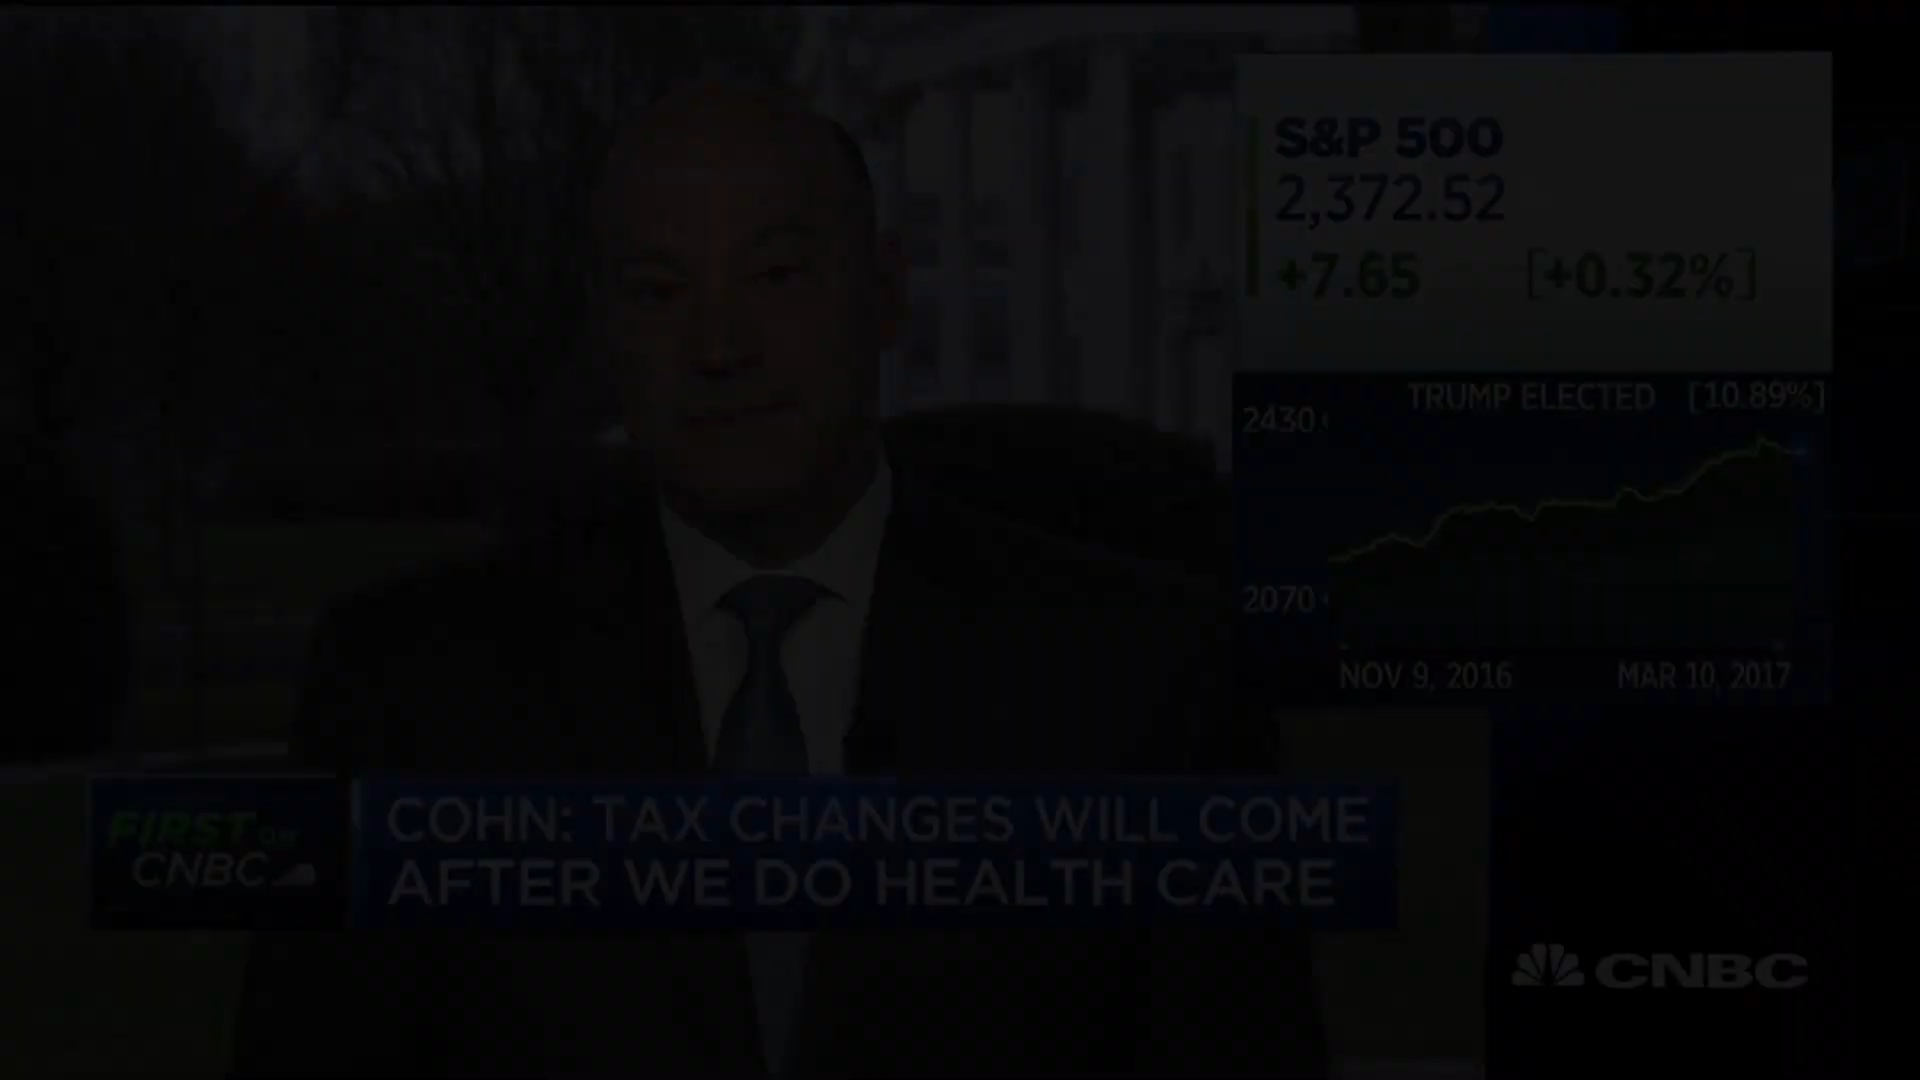 S&P 500
2,372.52
+7.65 [+0.32%]
TRUMP ELECTED [10.89%]
2430
2070
NOV 9, 2016 MAR 10, 2017
FIRST ON
CNBC
COHN: TAX CHANGES WILL COME
AFTER WE DO HEALTH CARE
CNBC